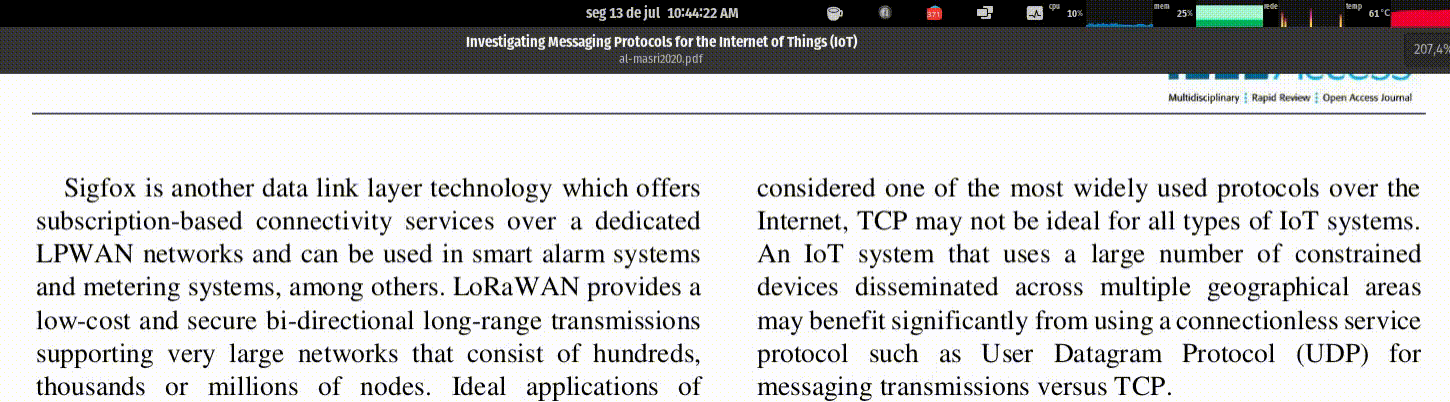 seg 13 de jul 10:44:22 AM
371
cpu 10%
mem 25%
rede
temp 61°C
Investigating Messaging Protocols for the Internet of Things (IoT)
al-masri2020.pdf
207,4%
Multidisciplinary | Rapid Review | Open Access Journal
Sigfox is another data link layer technology which offers
subscription-based connectivity services over a dedicated
LPWAN networks and can be used in smart alarm systems
and metering systems, among others. LoRaWAN provides a
low-cost and secure bi-directional long-range transmissions
supporting very large networks that consist of hundreds,
thousands or millions of nodes. Ideal applications of
considered one of the most widely used protocols over the
Internet, TCP may not be ideal for all types of IoT systems.
An IoT system that uses a large number of constrained
devices disseminated across multiple geographical areas
may benefit significantly from using a connectionless service
protocol such as User Datagram Protocol (UDP) for
messaging transmissions versus TCP.